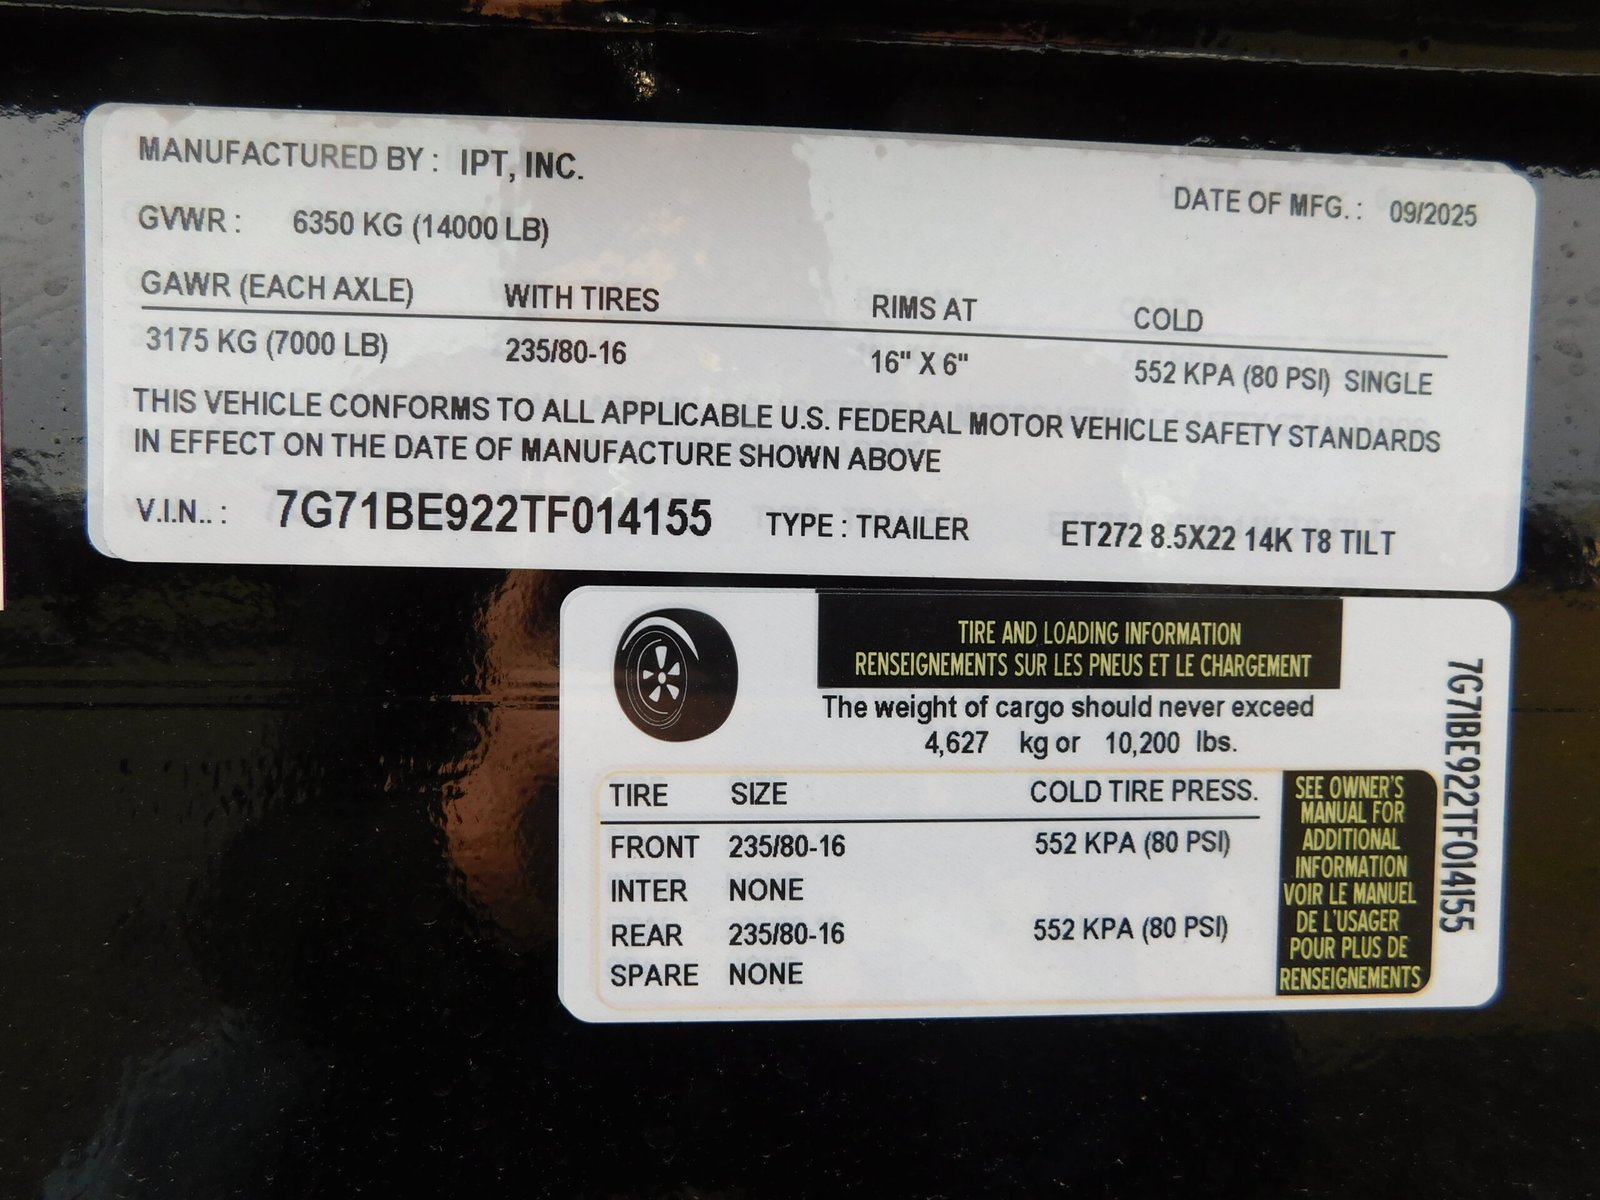 MANUFACTURED BY : IPT, INC.
DATE OF MFG. : 09/2025
GVWR : 6350 KG (14000 LB)
GAWR (EACH AXLE) WITH TIRES RIMS AT COLD
3175 KG (7000 LB) 235/80-16 16" X 6" 552 KPA (80 PSI) SINGLE
THIS VEHICLE CONFORMS TO ALL APPLICABLE U.S. FEDERAL MOTOR VEHICLE SAFETY STANDARDS
IN EFFECT ON THE DATE OF MANUFACTURE SHOWN ABOVE
V.I.N.. : 7G71BE922TF014155 TYPE : TRAILER ET272 8.5X22 14K T8 TILT
TIRE AND LOADING INFORMATION
RENSEIGNEMENTS SUR LES PNEUS ET LE CHARGEMENT
The weight of cargo should never exceed
4,627 kg or 10,200 lbs.
TIRE SIZE COLD TIRE PRESS.
FRONT 235/80-16 552 KPA (80 PSI)
INTER NONE
REAR 235/80-16 552 KPA (80 PSI)
SPARE NONE
SEE OWNER'S
MANUAL FOR
ADDITIONAL
INFORMATION
VOIR LE MANUEL
DE L'USAGER
POUR PLUS DE
RENSEIGNEMENTS
7G71BE922TF014155